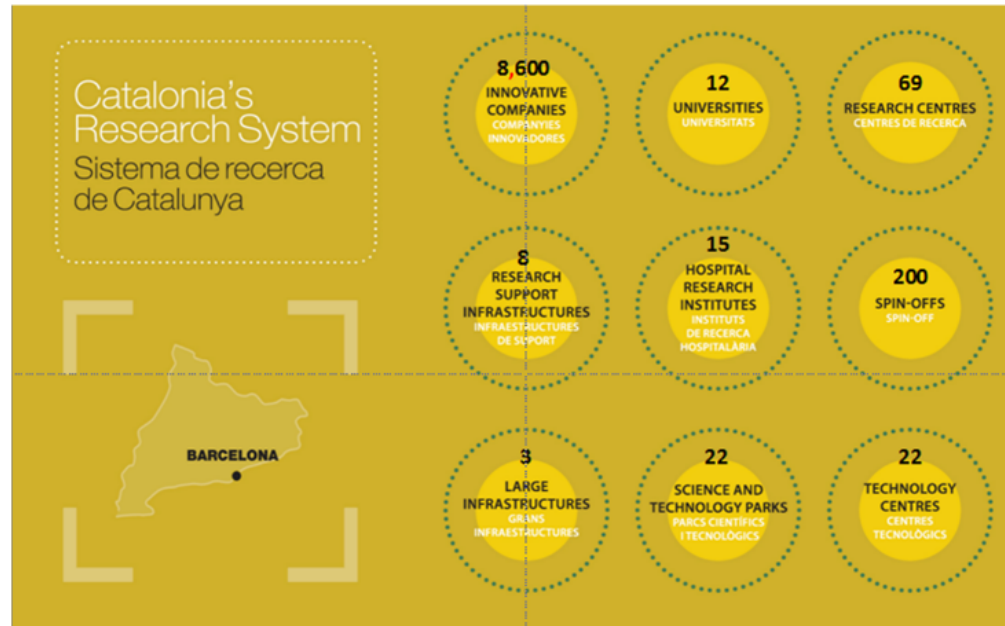 Catalonia's
Research System
Sistema de recerca
de Catalunya
8,600
INNOVATIVE
COMPANIES
COMPANYIES
INNOVADORES
12
UNIVERSITIES
UNIVERSITATS
69
RESEARCH CENTRES
CENTRES DE RECERCA
8
RESEARCH
SUPPORT
INFRASTRUCTURES
INFRAESTRUCTURES
DE SUPORT
15
HOSPITAL
RESEARCH
INSTITUTES
INSTITUTS
DE RECERCA
HOSPITALÀRIA
200
SPIN-OFFS
SPIN-OFF
BARCELONA
3
LARGE
INFRASTRUCTURES
GRANS
INFRAESTRUCTURES
22
SCIENCE AND
TECHNOLOGY PARKS
PARCS CIENTÍFICS
I TECNOLÒGICS
22
TECHNOLOGY
CENTRES
CENTRES
TECNOLÒGICS